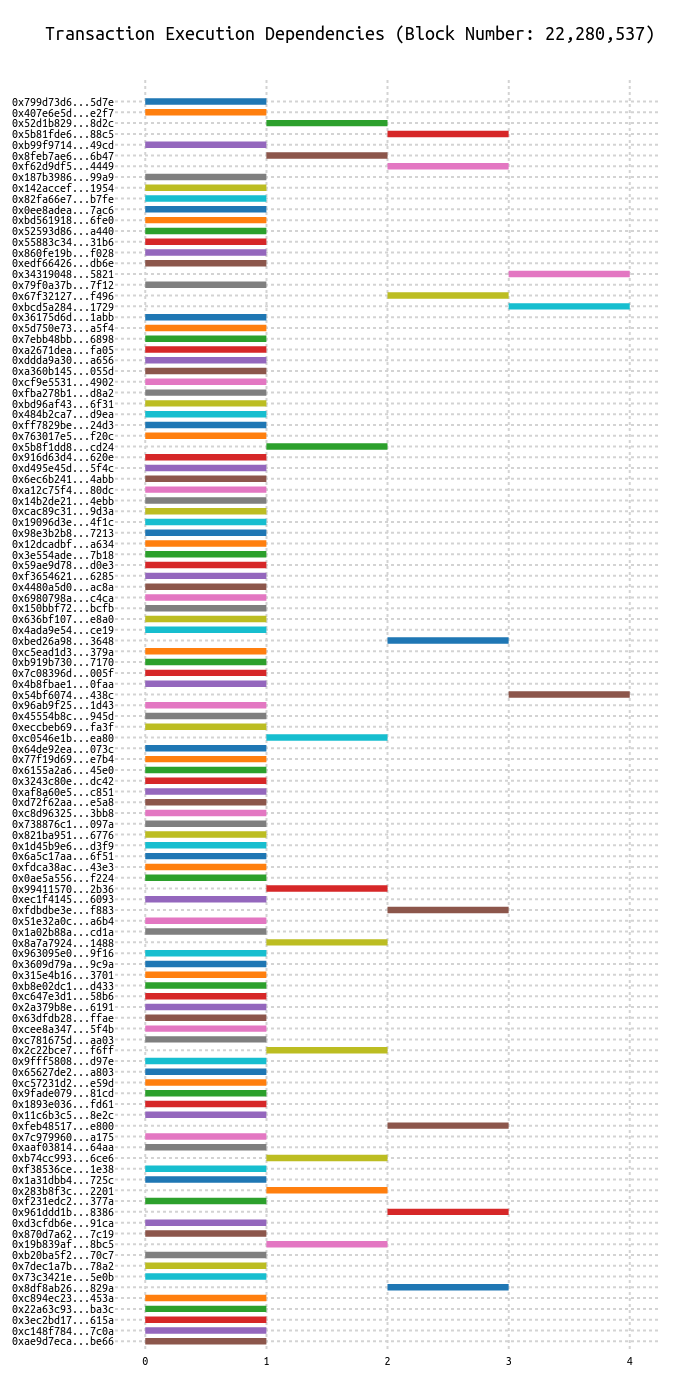 Transaction Execution Dependencies (Block Number: 22,280,537)
0x799d73d6...5d7e
0x407e6e5d...e2f7
0x52d1b829...8d2c
0x5b81fde6...88c5
0xb99f9714...49cd
0x8feb7ae6...6b47
0xf62d9df5...4449
0x187b3986...99a9
0x142accef...1954
0x82fa66e7...b7fe
0x0ee8adea...7ac6
0xbd561918...6fe0
0x52593d86...a440
0x55883c34...31b6
0x860fe19b...f028
0xedf66426...db6e
0x34319048...5821
0x79f0a37b...7f12
0x67f32127...f496
0xbcd5a284...1729
0x36175d6d...1abb
0x5d750e73...a5f4
0x7ebb48bb...6898
0xa2671dea...fa05
0xddda9a30...a656
0xa360b145...055d
0xcf9e5531...4902
0xfba278b1...d8a2
0xbd96af43...6f31
0x484b2ca7...d9ea
0xff7829be...24d3
0x763017e5...f20c
0x5b8f1dd8...cd24
0x916d63d4...620e
0xd495e45d...5f4c
0x6ec6b241...4abb
0xa12c75f4...80dc
0x14b2de21...4ebb
0xcac89c31...9d3a
0x19096d3e...4f1c
0x98e3b2b8...7213
0x12dcadbf...a634
0x3e554ade...7b18
0x59ae9d78...d0e3
0xf3654621...6285
0x4480a5d0...ac8a
0x6980798a...c4ca
0x150bbf72...bcfb
0x636bf107...e8a0
0x4ada9e54...ce19
0xbed26a98...3648
0xc5ead1d3...379a
0xb919b730...7170
0x7c08396d...005f
0x4b8fbae1...0faa
0x54bf6074...438c
0x96ab9f25...1d43
0x45554b8c...945d
0xeccbeb69...fa3f
0xc0546e1b...ea80
0x64de92ea...073c
0x77f19d69...e7b4
0x6155a2a6...45e0
0x3243c80e...dc42
0xaf8a60e5...c851
0xd72f62aa...e5a8
0xc8d96325...3bb8
0x738876c1...097a
0x821ba951...6776
0x1d45b9e6...d3f9
0x6a5c17aa...6f51
0xfdca38ac...43e3
0x0ae5a556...f224
0x99411570...2b36
0xec1f4145...6093
0xfdbdbe3e...f883
0x51e32a0c...a6b4
0x1a02b88a...cd1a
0x8a7a7924...1488
0x963095e0...9f16
0x3609d79a...9c9a
0x315e4b16...3701
0xb8e02dc1...d433
0xc647e3d1...58b6
0x2a379b8e...6191
0x63dfdb28...ffae
0xcee8a347...5f4b
0xc781675d...aa03
0x2c22bce7...f6ff
0x9fff5808...d97e
0x65627de2...a803
0xc57231d2...e59d
0x9fade079...81cd
0x1893e036...fd61
0x11c6b3c5...8e2c
0xfeb48517...e800
0x7c979960...a175
0xaaf03814...64aa
0xb74cc993...6ce6
0xf38536ce...1e38
0x1a31dbb4...725c
0x283b8f3c...2201
0xf231edc2...377a
0x961ddd1b...8386
0xd3cfdb6e...91ca
0x870d7a62...7c19
0x19b839af...8bc5
0xb20ba5f2...70c7
0x7dec1a7b...78a2
0x73c3421e...5e0b
0x8df8ab26...829a
0xc894ec23...453a
0x22a63c93...ba3c
0x3ec2bd17...615a
0xc148f784...7c0a
0xae9d7eca...be66
0 1 2 3 4